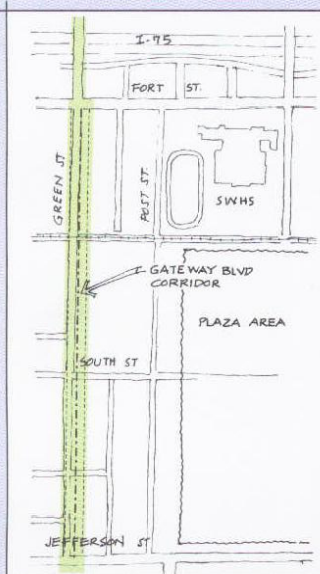 I-75
FORT ST.
GREEN ST
POST ST.
SWHS
GATEWAY BLVD
CORRIDOR
PLAZA AREA
SOUTH ST
JEFFERSON ST